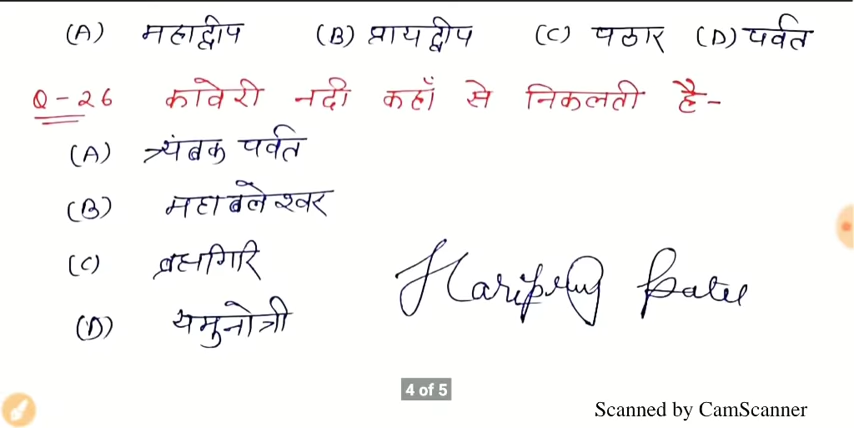 (A) महाद्वीप (B) प्रायद्वीप (C) पठार (D) पर्वत
Q-26 कावेरी नदी कहाँ से निकलती है-
(A) त्र्यंबक पर्वत
(B) महाबलेश्वर
(C) ब्रह्मगिरि
(D) यमुनोत्री
4 of 5
Scanned by CamScanner